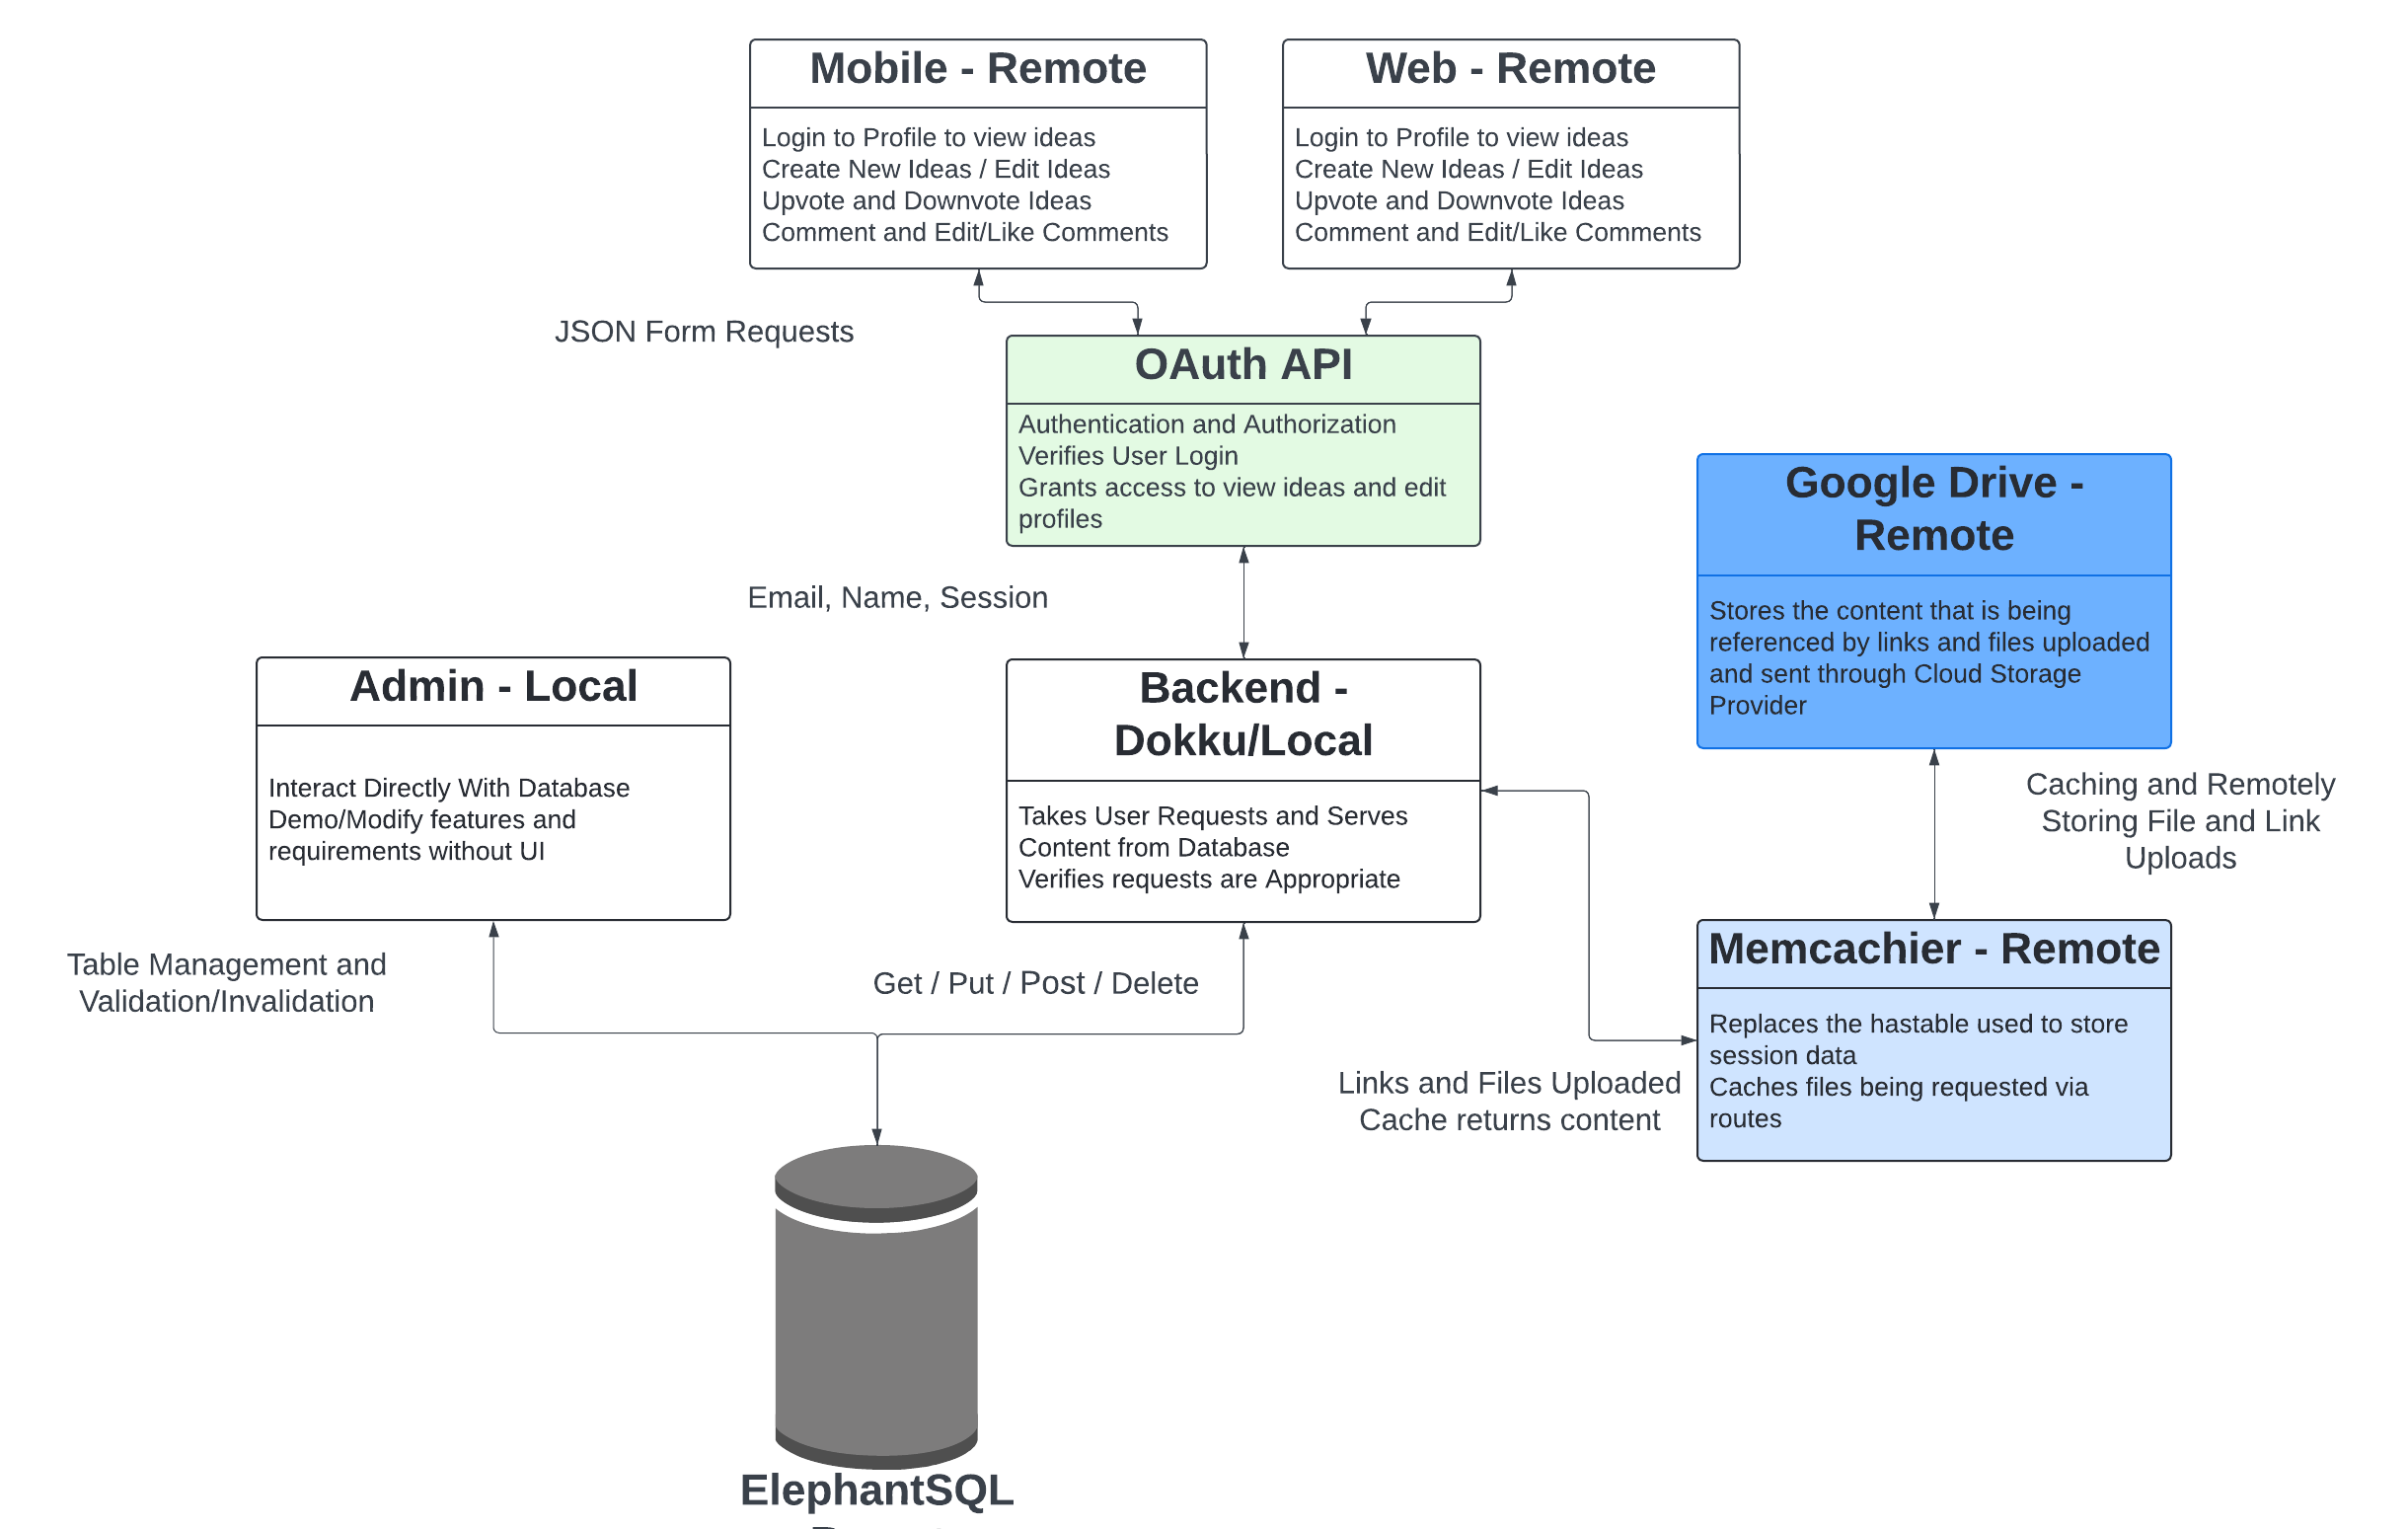 Mobile - Remote
Login to Profile to view ideas
Create New Ideas / Edit Ideas
Upvote and Downvote Ideas
Comment and Edit/Like Comments
Web - Remote
Login to Profile to view ideas
Create New Ideas / Edit Ideas
Upvote and Downvote Ideas
Comment and Edit/Like Comments
JSON Form Requests
OAuth API
Authentication and Authorization
Verifies User Login
Grants access to view ideas and edit
profiles
Email, Name, Session
Google Drive -
Remote
Stores the content that is being
referenced by links and files uploaded
and sent through Cloud Storage
Provider
Admin - Local
Interact Directly With Database
Demo/Modify features and
requirements without UI
Backend -
Dokku/Local
Takes User Requests and Serves
Content from Database
Verifies requests are Appropriate
Caching and Remotely
Storing File and Link
Uploads
Table Management and
Validation/Invalidation
Get / Put / Post / Delete
Memcachier - Remote
Replaces the hastable used to store
session data
Caches files being requested via
routes
Links and Files Uploaded
Cache returns content
ElephantSQL